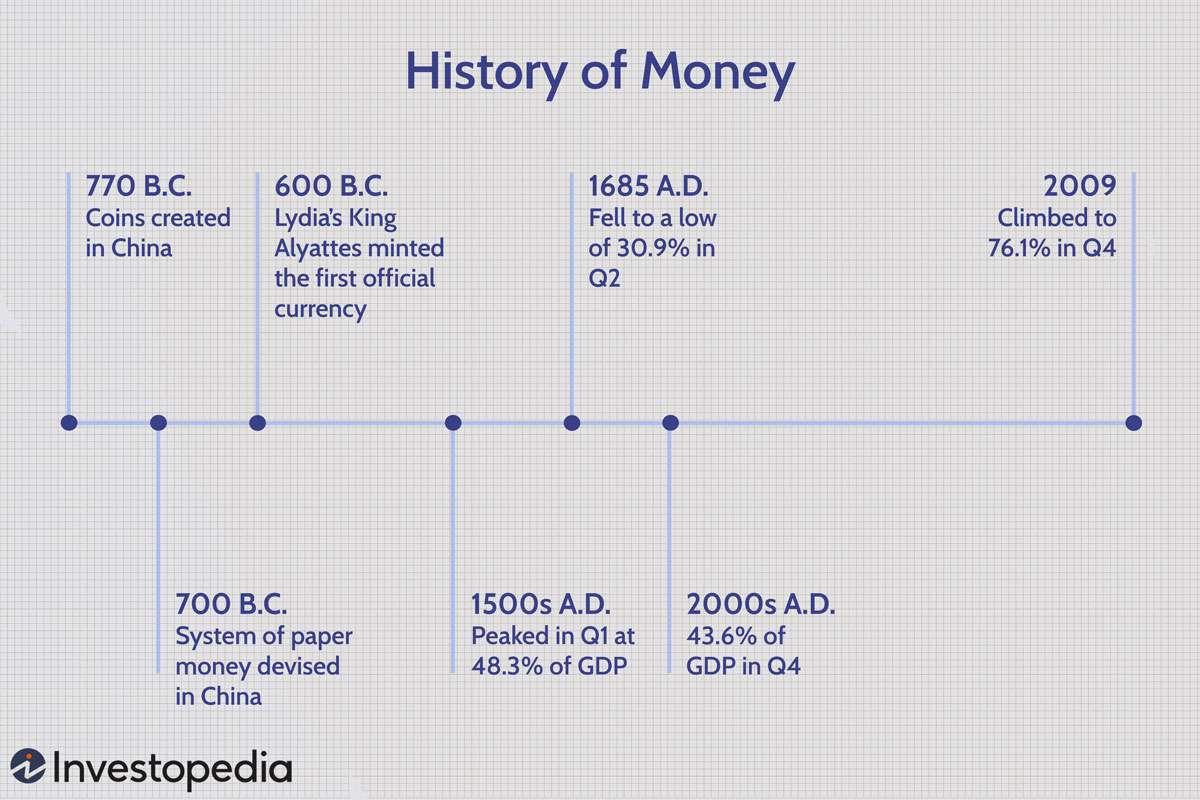 History of Money
770 B.C.
Coins created
in China
600 B.C.
Lydia's King
Alyattes minted
the first official
currency
1685 A.D.
Fell to a low
of 30.9% in
Q2
2009
Climbed to
76.1% in Q4
700 B.C.
System of paper
money devised
in China
1500s A.D.
Peaked in Q1 at
48.3% of GDP
2000s A.D.
43.6% of
GDP in Q4
Investopedia